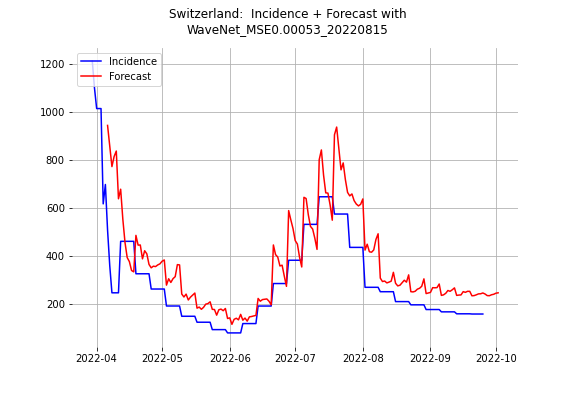 Switzerland:  Incidence + Forecast with
WaveNet_MSE0.00053_20220815
Incidence
Forecast
1200
1000
800
600
400
200
2022-04 2022-05 2022-06 2022-07 2022-08 2022-09 2022-10